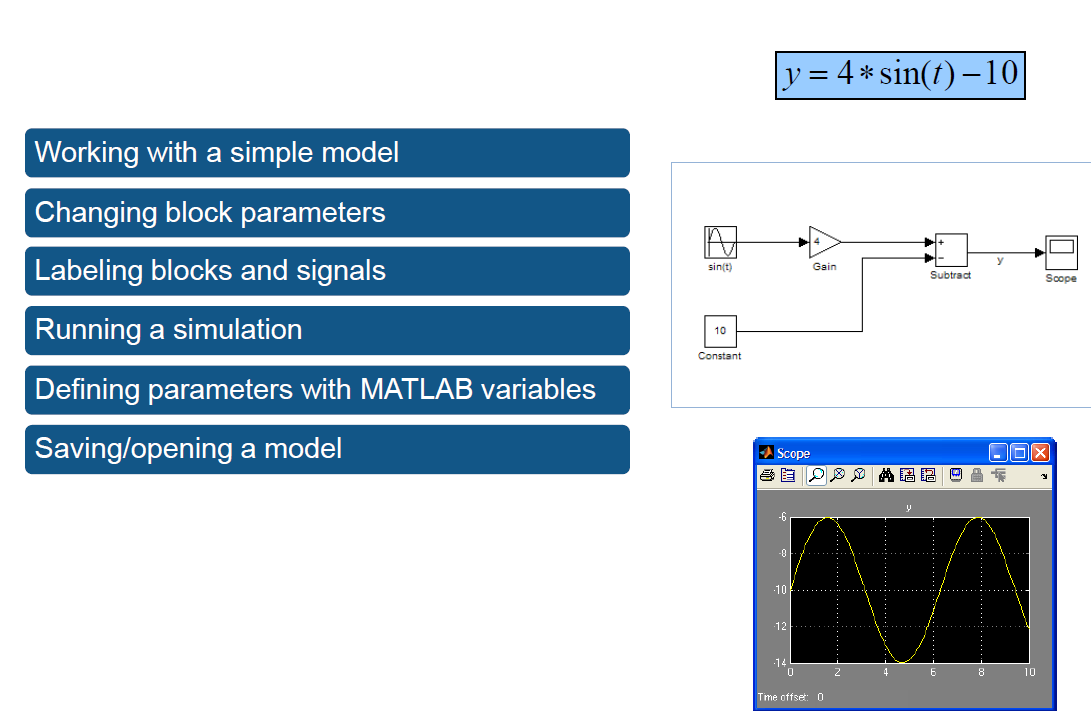 y = 4*sin(t) −10
Working with a simple model
Changing block parameters
Labeling blocks and signals
Running a simulation
Defining parameters with MATLAB variables
Saving/opening a model
sin(t)
4
Gain
+
−
Subtract
y
Scope
10
Constant
Scope
y
-6
-8
-10
-12
-14
0 2 4 6 8 10
Time offset: 0